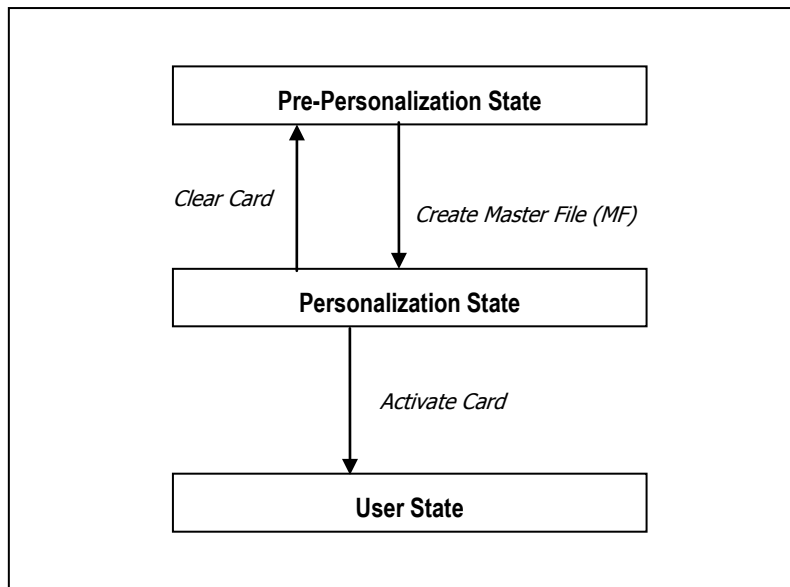 Pre-Personalization State
Clear Card
Create Master File (MF)
Personalization State
Activate Card
User State